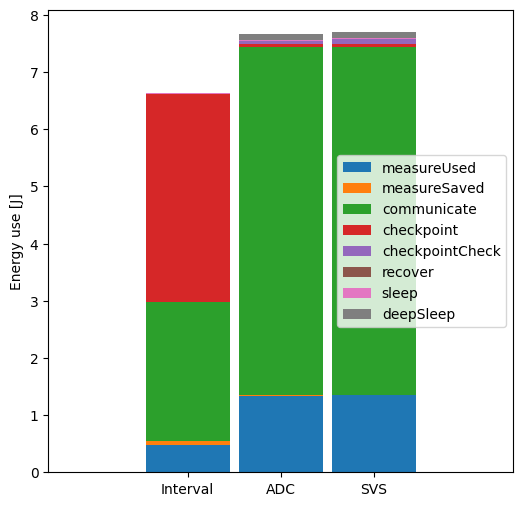 8
7
6
5
4
3
2
1
0
Energy use [J]
measureUsed
measureSaved
communicate
checkpoint
checkpointCheck
recover
sleep
deepSleep
Interval ADC SVS